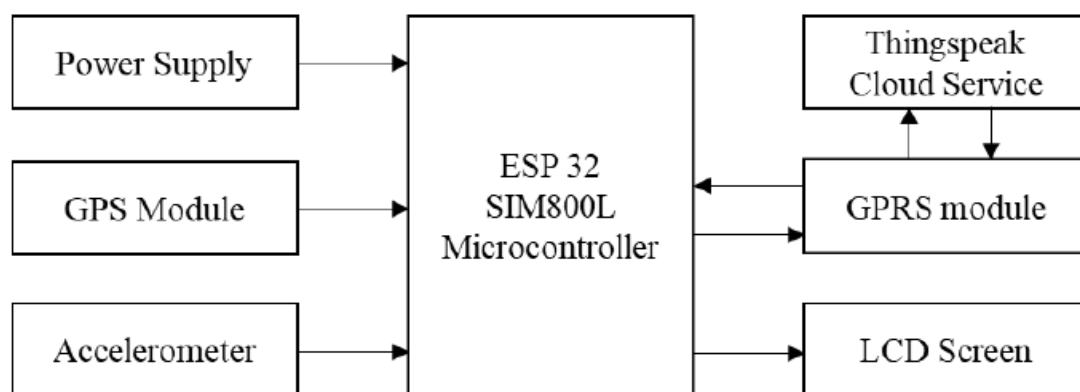 Power Supply
GPS Module
Accelerometer
ESP 32
SIM800L
Microcontroller
Thingspeak
Cloud Service
GPRS module
LCD Screen